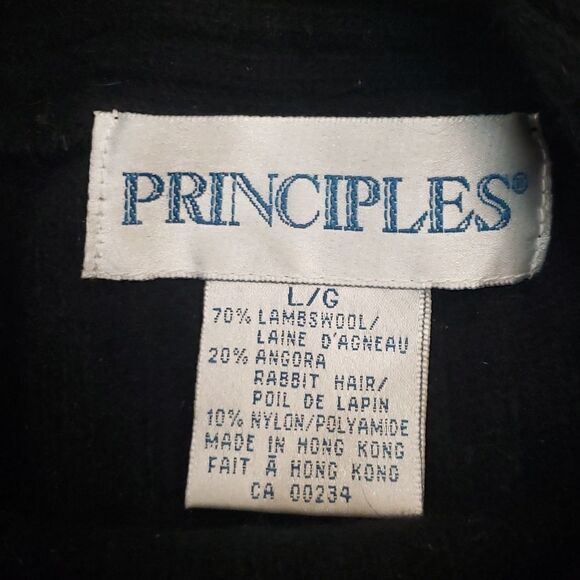 PRINCIPLES®
L/G
70% LAMBSWOOL/
LAINE D'AGNEAU
20% ANGORA
RABBIT HAIR/
POIL DE LAPIN
10% NYLON/POLYAMIDE
MADE IN HONG KONG
FAIT Ā HONG KONG
CA 00234